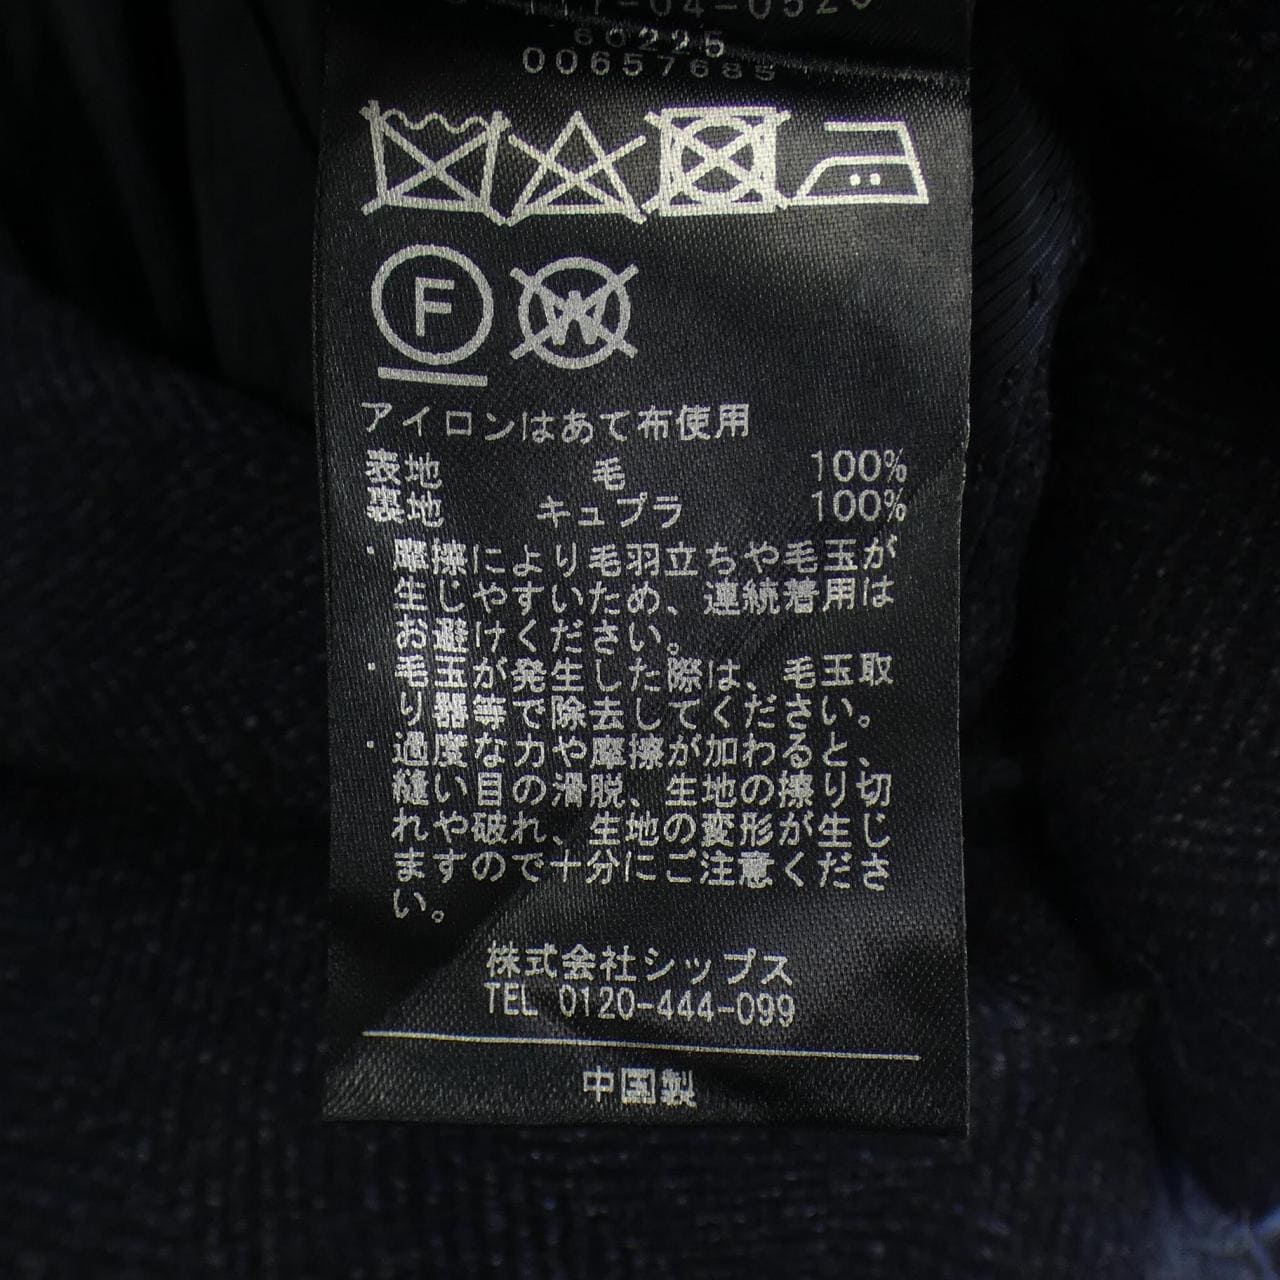 60225
00657685
F
W
アイロンはあて布使用
表地 毛 100%
裏地 キュプラ 100%
・摩擦により毛羽立ちや毛玉が
生じやすいため、連続着用は
お避けください。
・毛玉が発生した際は、毛玉取
り器等で除去してください。
・過度な力や摩擦が加わると、
縫い目の滑脱、生地の擦り切
れや破れ、生地の変形が生じ
ますので十分にご注意くださ
い。
株式会社シップス
TEL 0120-444-099
中国製